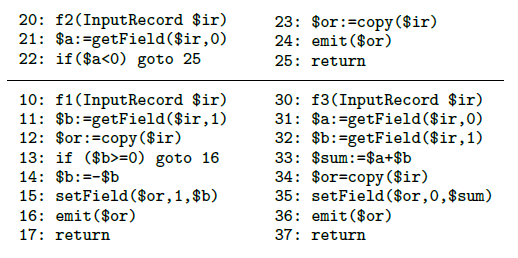 20: f2(InputRecord $ir)
21: $a:=getField($ir,0)
22: if($a<0) goto 25
23: $or:=copy($ir)
24: emit($or)
25: return
10: f1(InputRecord $ir)
11: $b:=getField($ir,1)
12: $or:=copy($ir)
13: if ($b>=0) goto 16
14: $b:=-$b
15: setField($or,1,$b)
16: emit($or)
17: return
30: f3(InputRecord $ir)
31: $a:=getField($ir,0)
32: $b:=getField($ir,1)
33: $sum:=$a+$b
34: $or=copy($ir)
35: setField($or,0,$sum)
36: emit($or)
37: return